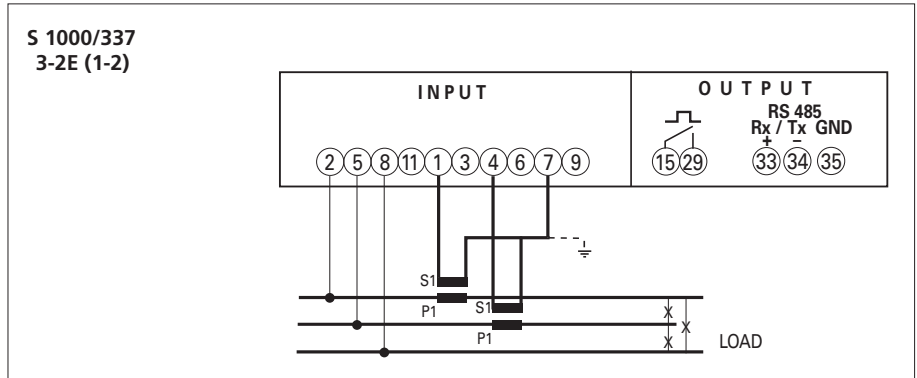 S 1000/337
3-2E (1-2)
INPUT
OUTPUT
RS 485
Rx / Tx GND
+ −
2 5 8 11 1 3 4 6 7 9
15 29 33 34 35
S1
P1
S1
P1
X
X
X
LOAD